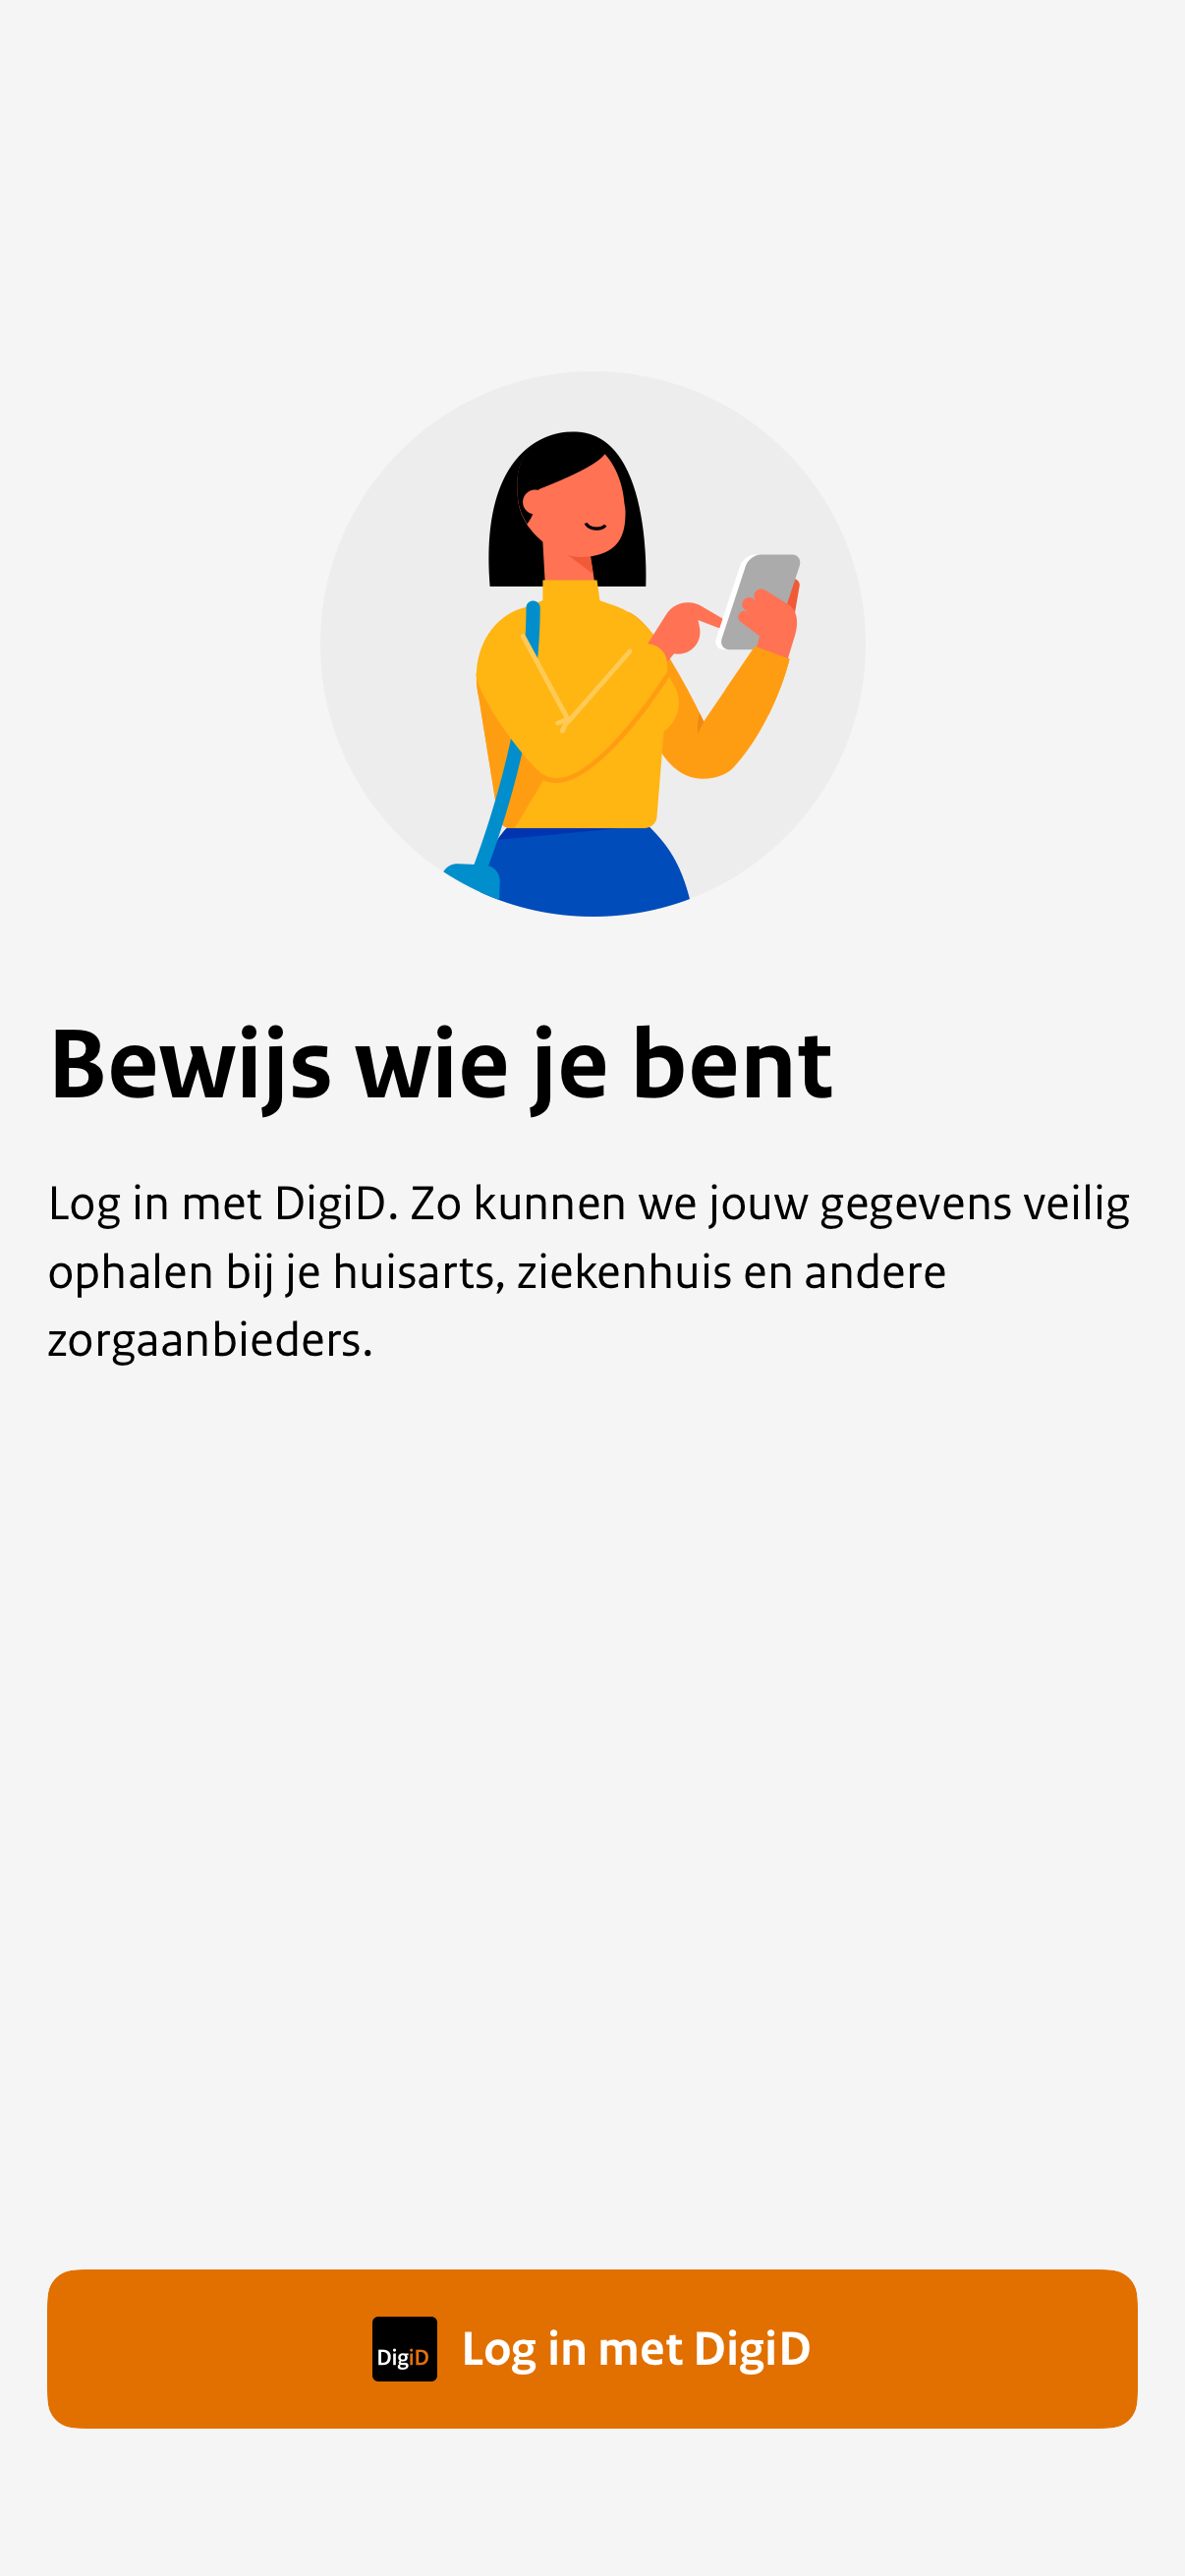 Bewijs wie je bent
Log in met DigiD. Zo kunnen we jouw gegevens veilig
ophalen bij je huisarts, ziekenhuis en andere
zorgaanbieders.
DigiD Log in met DigiD